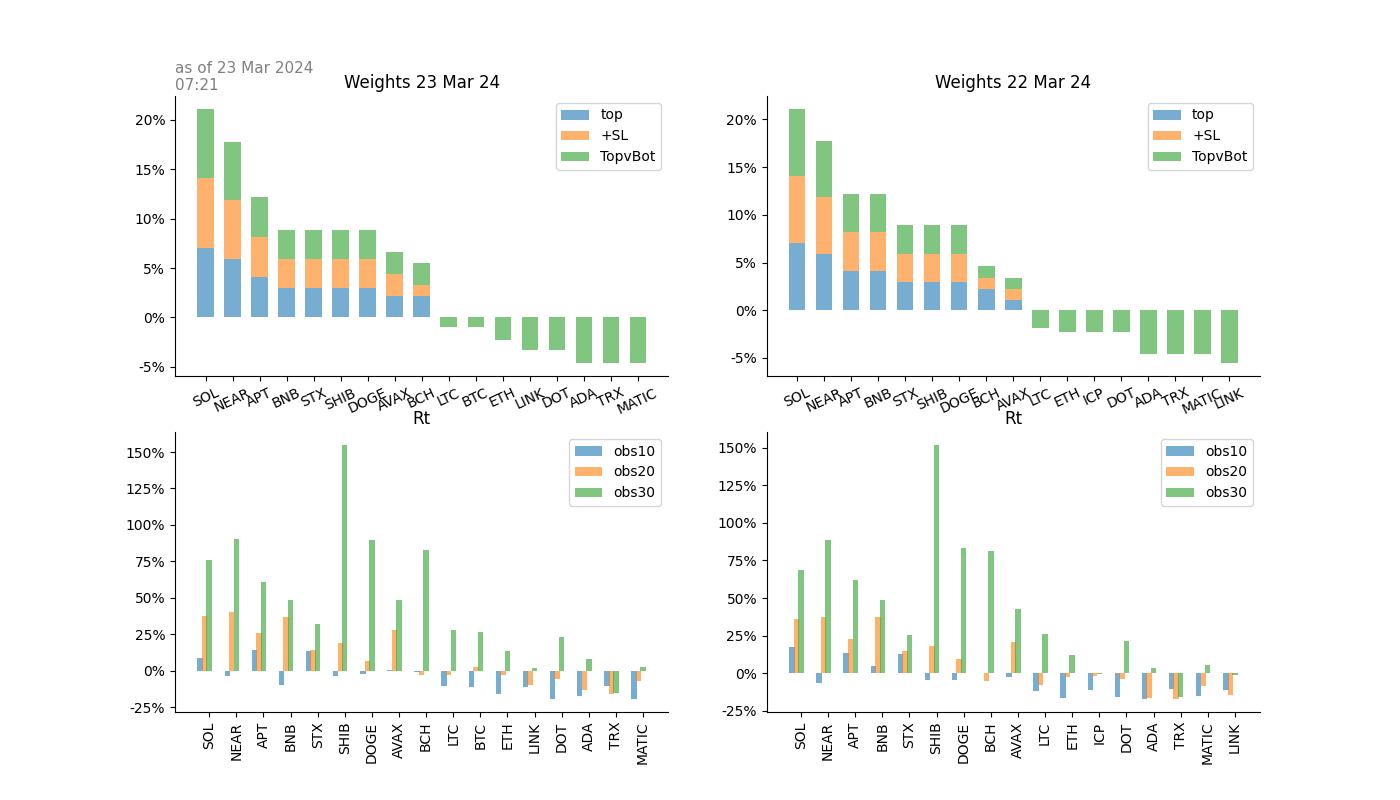 as of 23 Mar 2024
07:21
Weights 23 Mar 24
20%
15%
10%
5%
0%
-5%
top
+SL
TopvBot
SOL NEAR APT BNB STX SHIB DOGE AVAX BCH LTC BTC ETH LINK DOT ADA TRX MATIC
Weights 22 Mar 24
20%
15%
10%
5%
0%
-5%
top
+SL
TopvBot
SOL NEAR APT BNB STX SHIB DOGE BCH AVAX LTC ETH ICP DOT ADA TRX MATIC LINK
Rt
150%
125%
100%
75%
50%
25%
0%
-25%
obs10
obs20
obs30
SOL NEAR APT BNB STX SHIB DOGE AVAX BCH LTC BTC ETH LINK DOT ADA TRX MATIC
Rt
150%
125%
100%
75%
50%
25%
0%
-25%
obs10
obs20
obs30
SOL NEAR APT BNB STX SHIB DOGE BCH AVAX LTC ETH ICP DOT ADA TRX MATIC LINK